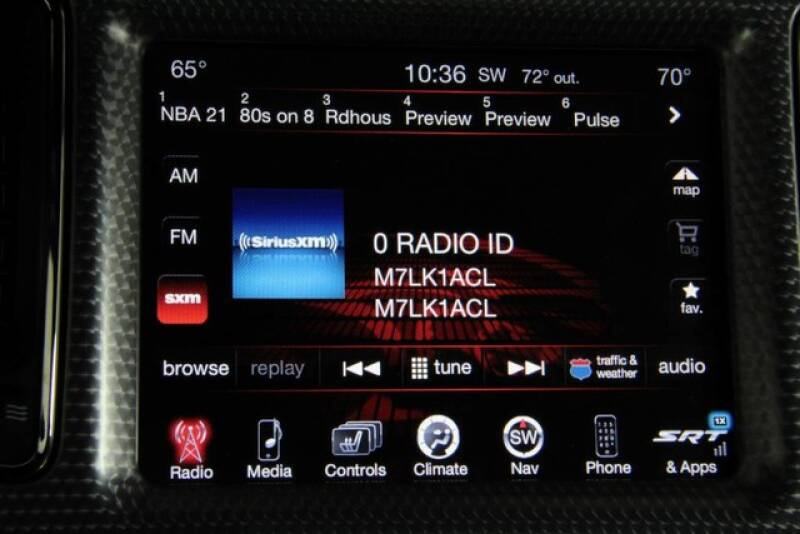 65° 10:36 SW 72° out. 70°
1 2 3 4 5 6
NBA 21 80s on 8 Rdhous Preview Preview Pulse
AM
map
FM
((SiriusXM))
0 RADIO ID
tag
M7LK1ACL
sxm
M7LK1ACL
fav.
browse replay tune traffic & weather audio
SW SRT 1X
Radio Media Controls Climate Nav Phone & Apps